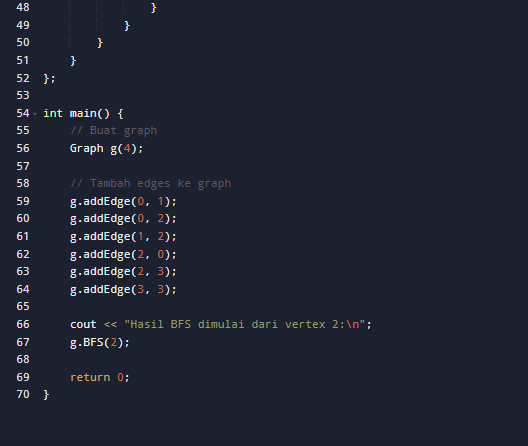 48 }
49 }
50 }
51 }
52 };
53
54 int main() {
55 // Buat graph
56 Graph g(4);
57
58 // Tambah edges ke graph
59 g.addEdge(0, 1);
60 g.addEdge(0, 2);
61 g.addEdge(1, 2);
62 g.addEdge(2, 0);
63 g.addEdge(2, 3);
64 g.addEdge(3, 3);
65
66 cout << "Hasil BFS dimulai dari vertex 2:\n";
67 g.BFS(2);
68
69 return 0;
70 }